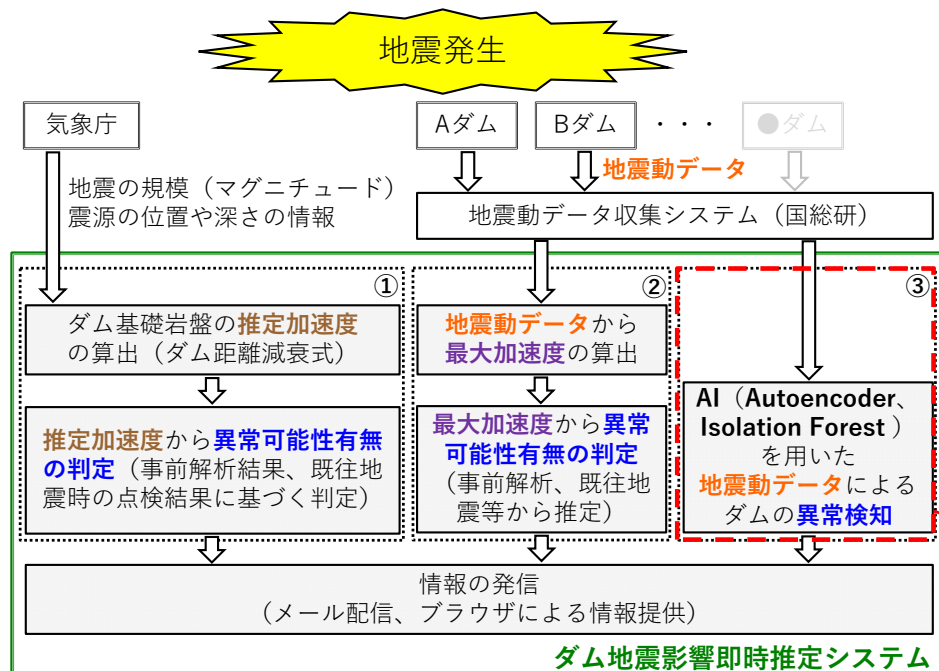 地震発生
気象庁
Aダム
Bダム
・・・
●ダム
地震動データ
地震の規模（マグニチュード）
震源の位置や深さの情報
地震動データ収集システム（国総研）
①
ダム基礎岩盤の推定加速度
の算出（ダム距離減衰式）
推定加速度から異常可能性有無
の判定（事前解析結果、既往地
震時の点検結果に基づく判定）
②
地震動データから
最大加速度の算出
最大加速度から異常
可能性有無の判定
（事前解析、既往地
震等から推定）
③
AI（Autoencoder、
Isolation Forest ）
を用いた
地震動データによる
ダムの異常検知
情報の発信
（メール配信、ブラウザによる情報提供）
ダム地震影響即時推定システム